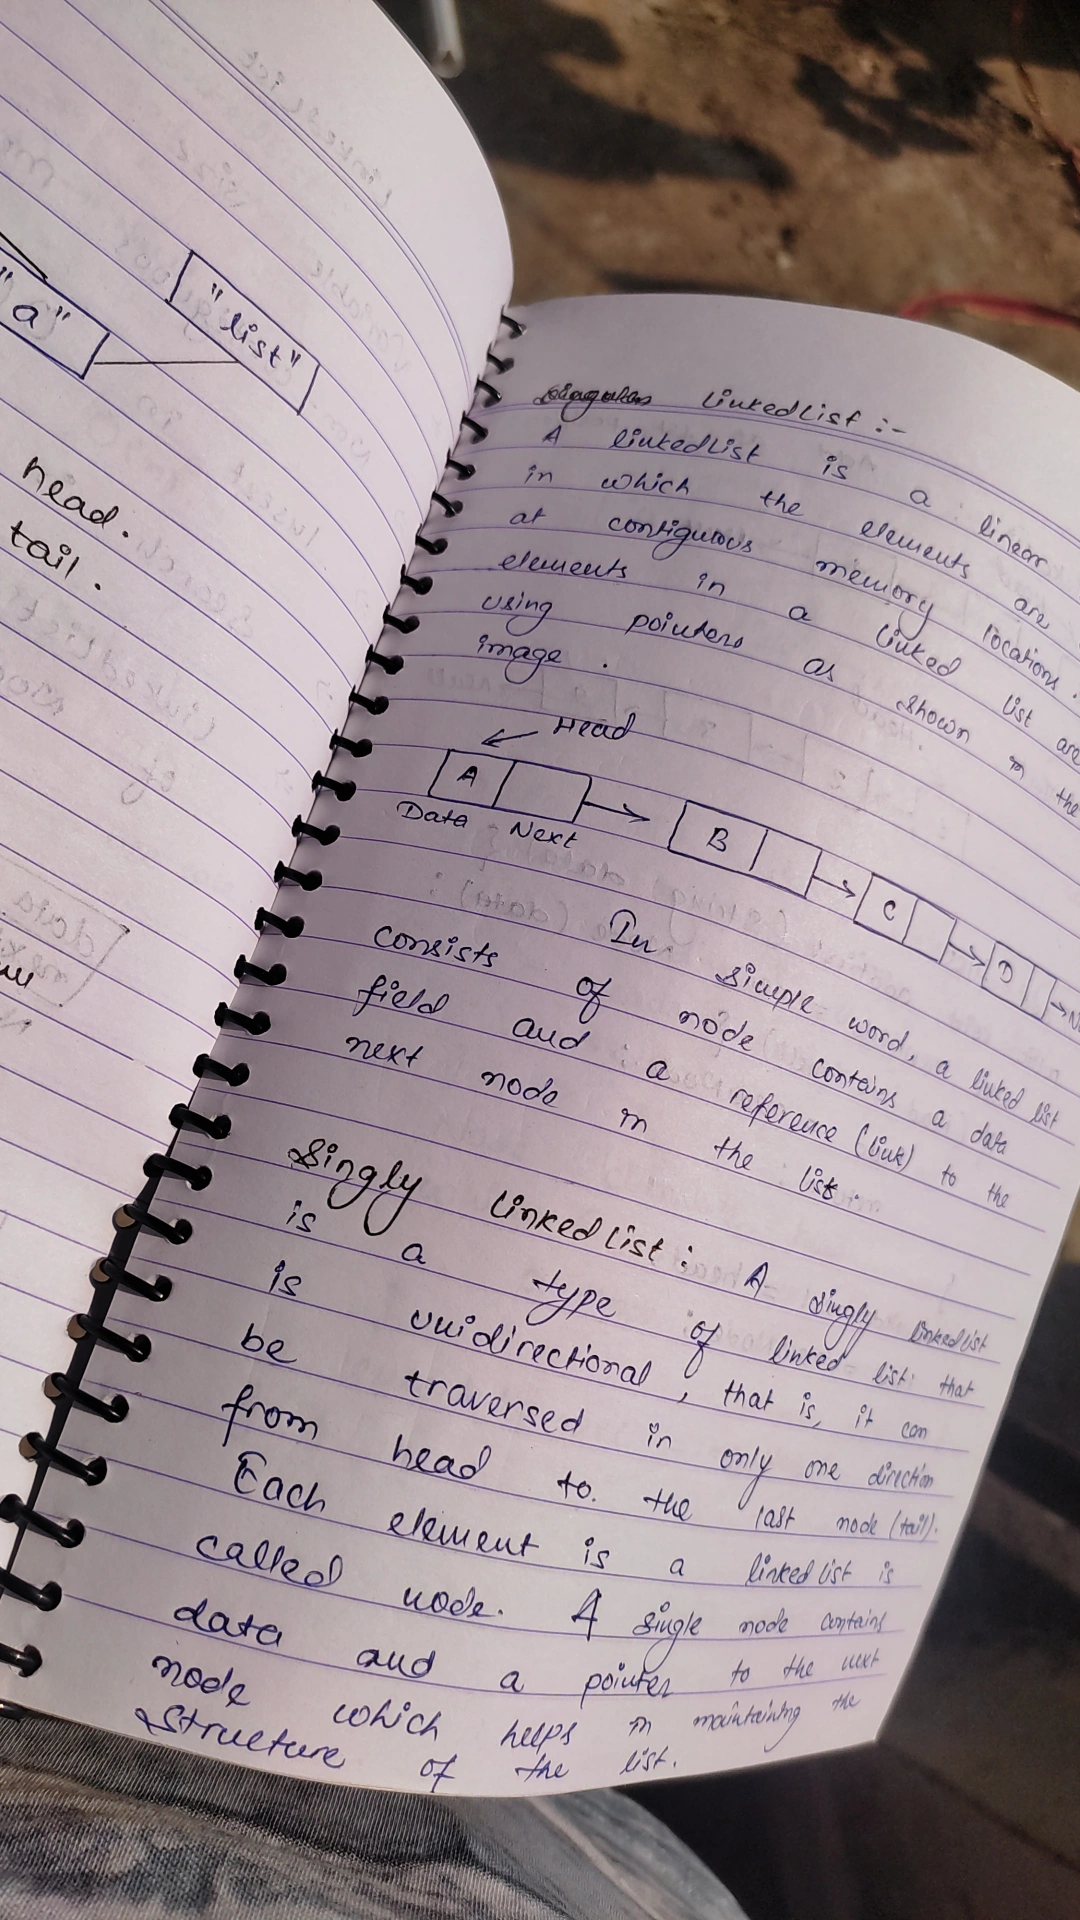 "a"
"list"
head.
tail.
LinkedList :-
A linkedList is a linear
in which the elements are
at contiguous memory locations.
elements in a linked list are
using pointers as shown in the
image.
Head
A B C D
Data Next
In simple word, a linked list
consists of node contains a data
field and a reference (link) to the
next node in the list.
Singly Linked list: A singly linkedlist
is a type of linked list that
is unidirectional, that is, it can
be traversed in only one direction
from head to the last node (tail).
Each element is a linked list is
called node. A single node contains
data and a pointer to the next
node which helps in maintaining the
structure of the list.